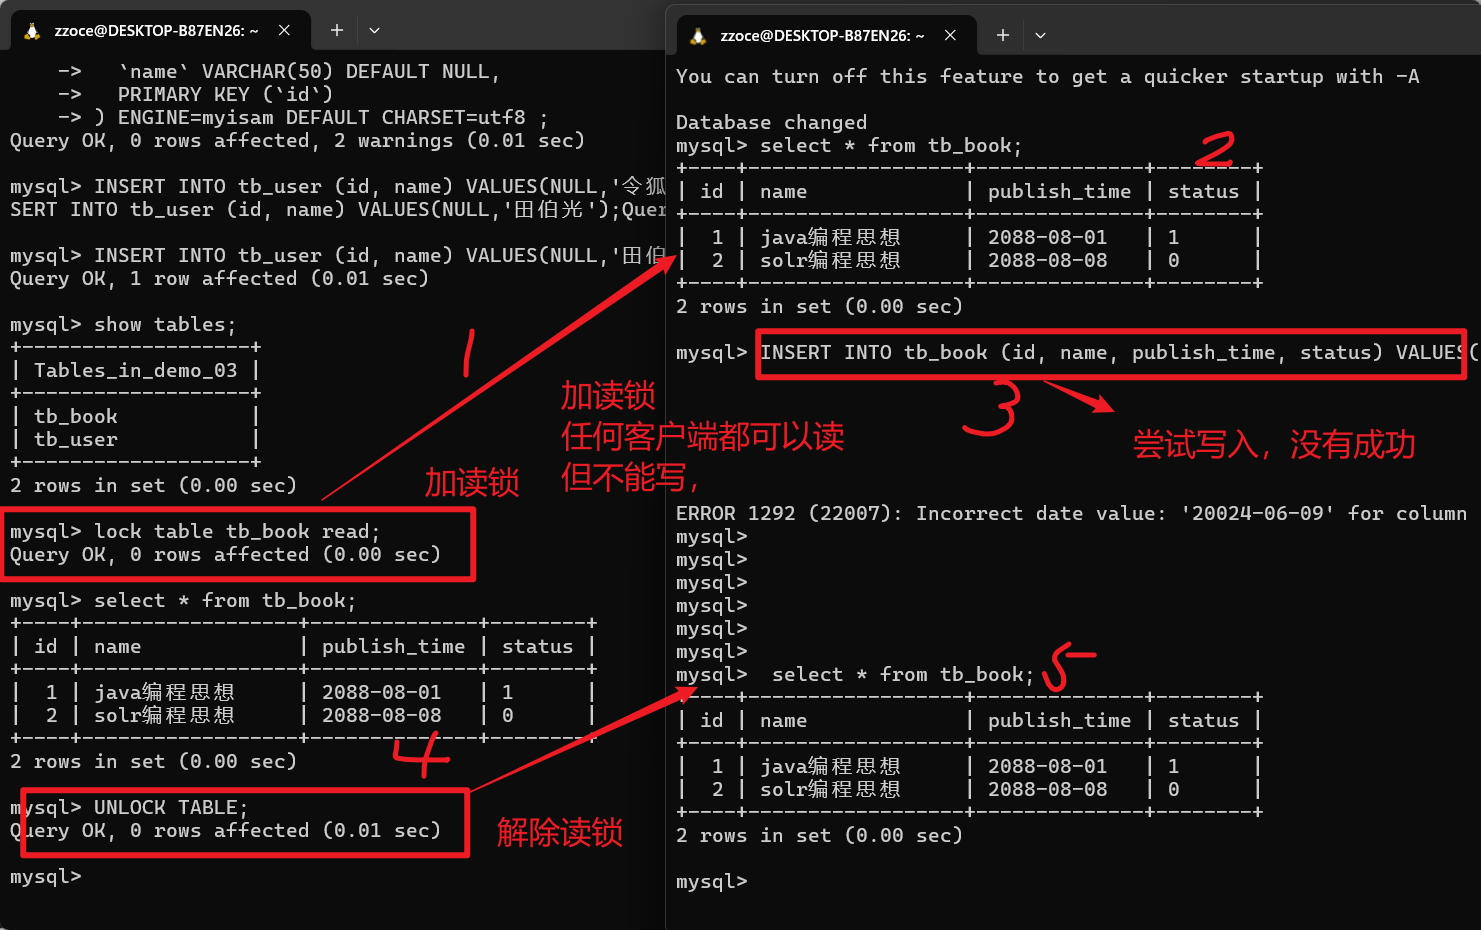 zzoce@DESKTOP-B87EN26: ~
->   `name` VARCHAR(50) DEFAULT NULL,
->   PRIMARY KEY (`id`)
-> ) ENGINE=myisam DEFAULT CHARSET=utf8 ;
Query OK, 0 rows affected, 2 warnings (0.01 sec)
mysql> INSERT INTO tb_user (id, name) VALUES(NULL,'令狐
SERT INTO tb_user (id, name) VALUES(NULL,'田伯光');Quer
mysql> INSERT INTO tb_user (id, name) VALUES(NULL,'田伯
Query OK, 1 row affected (0.01 sec)
mysql> show tables;
+-------------------+
| Tables_in_demo_03 |
+-------------------+
| tb_book           |
| tb_user           |
+-------------------+
2 rows in set (0.00 sec)
mysql> lock table tb_book read;
Query OK, 0 rows affected (0.00 sec)
mysql> select * from tb_book;
+----+------------------+--------------+--------+
| id | name             | publish_time | status |
+----+------------------+--------------+--------+
|  1 | java编程思想     | 2088-08-01   | 1      |
|  2 | solr编程思想     | 2088-08-08   | 0      |
+----+------------------+--------------+--------+
2 rows in set (0.00 sec)
mysql> UNLOCK TABLE;
Query OK, 0 rows affected (0.01 sec)
mysql>
1
加读锁
加读锁
任何客户端都可以读
但不能写，
4
解除读锁
zzoce@DESKTOP-B87EN26: ~
You can turn off this feature to get a quicker startup with -A
Database changed
mysql> select * from tb_book;
2
+----+------------------+--------------+--------+
| id | name             | publish_time | status |
+----+------------------+--------------+--------+
|  1 | java编程思想     | 2088-08-01   | 1      |
|  2 | solr编程思想     | 2088-08-08   | 0      |
+----+------------------+--------------+--------+
2 rows in set (0.00 sec)
mysql> INSERT INTO tb_book (id, name, publish_time, status) VALUES(
3
尝试写入，没有成功
ERROR 1292 (22007): Incorrect date value: '20024-06-09' for column
mysql>
mysql>
mysql>
mysql>
mysql>
mysql>
mysql>  select * from tb_book;
5
+----+------------------+--------------+--------+
| id | name             | publish_time | status |
+----+------------------+--------------+--------+
|  1 | java编程思想     | 2088-08-01   | 1      |
|  2 | solr编程思想     | 2088-08-08   | 0      |
+----+------------------+--------------+--------+
2 rows in set (0.00 sec)
mysql>